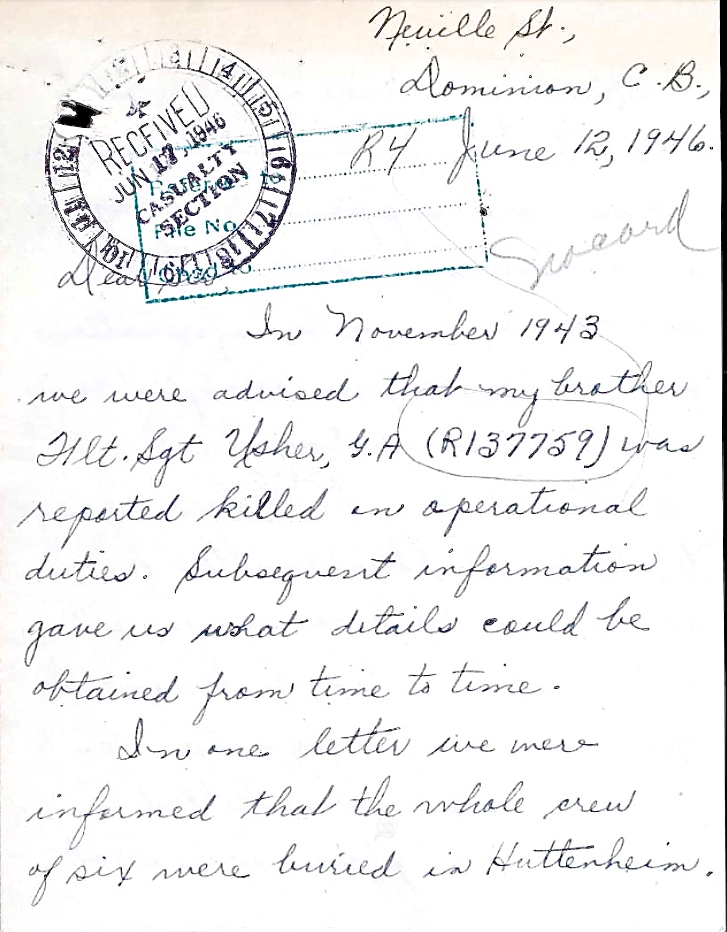 Neville St.,
Dominion, C.B.,
R4 June 12, 1946.
RECEIVED
JUN 17 1946
CASUALTY
SECTION
File No
Dear Sir,
In November 1943
we were advised that my brother
Flt. Sgt Usher, G.A (R137759) was
reported killed on operational
duties. Subsequent information
gave us what details could be
obtained from time to time.
In one letter we were
informed that the whole crew
of six were buried in Huttenheim.